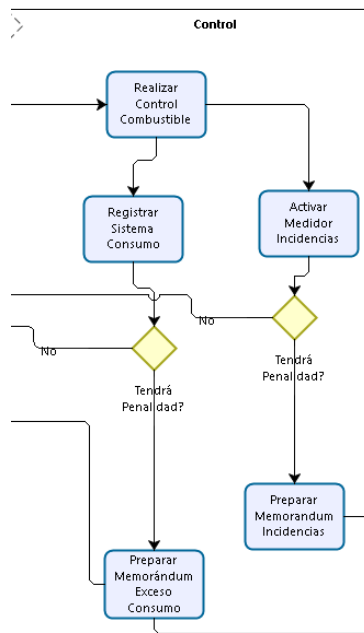 Control
Realizar
Control
Combustible
Registrar
Sistema
Consumo
Activar
Medidor
Incidencias
No
No
Tendrá
Penalidad?
Tendrá
Penalidad?
Preparar
Memorandum
Incidencias
Preparar
Memorándum
Exceso
Consumo